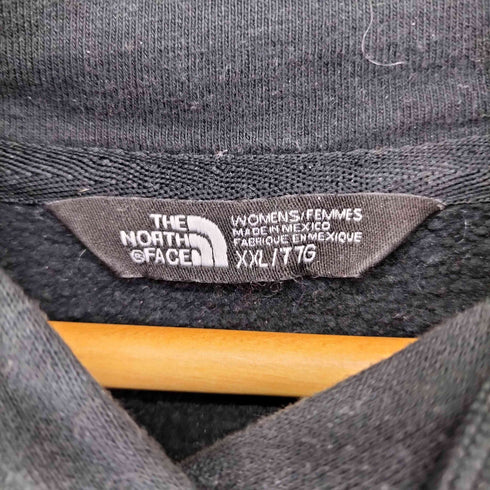 THE
NORTH
FACE
WOMENS/FEMMES
MADE IN MEXICO
FABRIQUE EN MEXIQUE
XXL/TTG